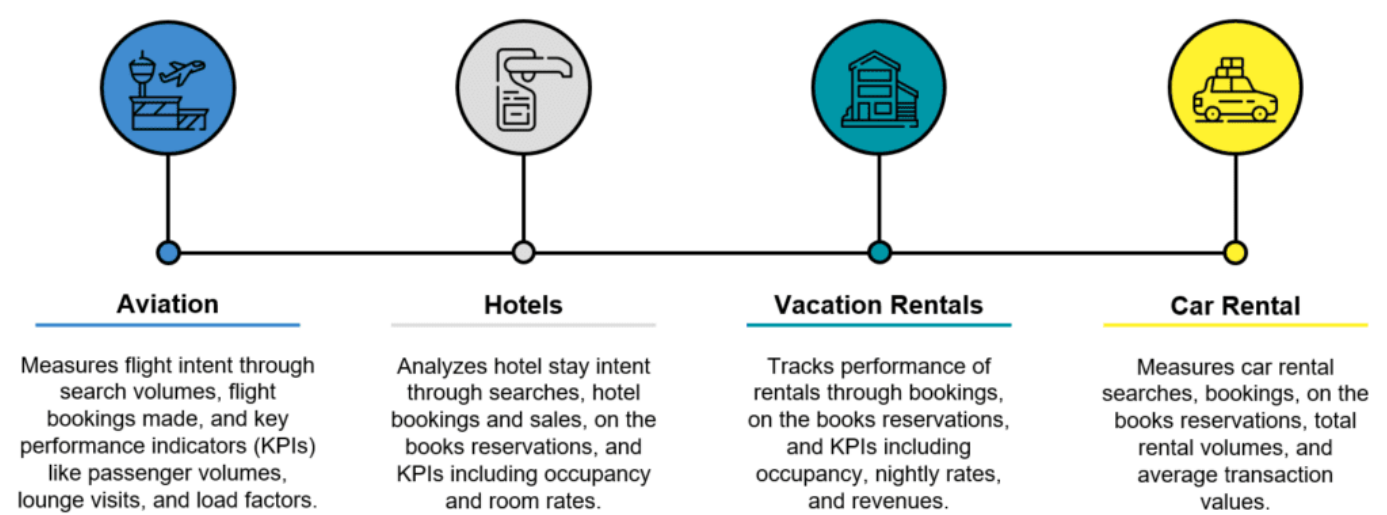 Aviation
Measures flight intent through
search volumes, flight
bookings made, and key
performance indicators (KPIs)
like passenger volumes,
lounge visits, and load factors.
Hotels
Analyzes hotel stay intent
through searches, hotel
bookings and sales, on the
books reservations, and
KPIs including occupancy
and room rates.
Vacation Rentals
Tracks performance of
rentals through bookings,
on the books reservations,
and KPIs including
occupancy, nightly rates,
and revenues.
Car Rental
Measures car rental
searches, bookings, on the
books reservations, total
rental volumes, and
average transaction
values.